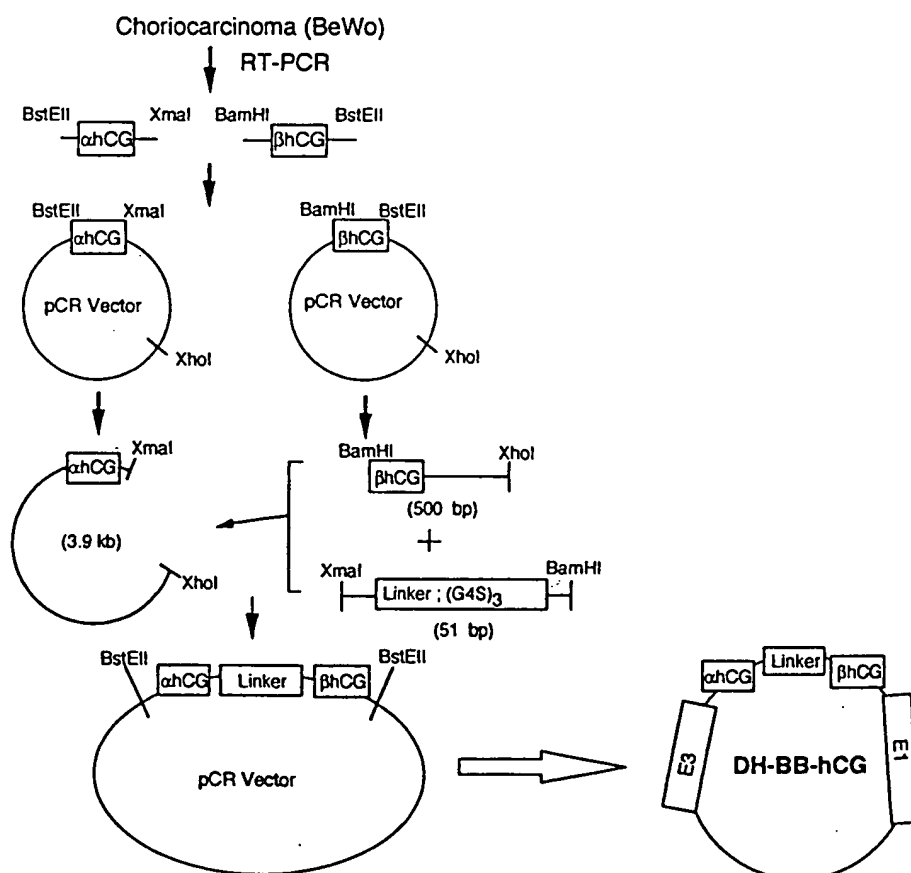 Choriocarcinoma (BeWo)
RT-PCR
BstEII XmaI BamHI BstEII
αhCG βhCG
BstEII XmaI BamHI BstEII
αhCG βhCG
pCR Vector pCR Vector
XhoI XhoI
XmaI BamHI XhoI
αhCG βhCG
(500 bp)
(3.9 kb) +
XhoI XmaI BamHI
Linker ; (G4S)3
(51 bp)
BstEII BstEII
αhCG Linker βhCG
pCR Vector
αhCG Linker βhCG
E3 DH-BB-hCG E1